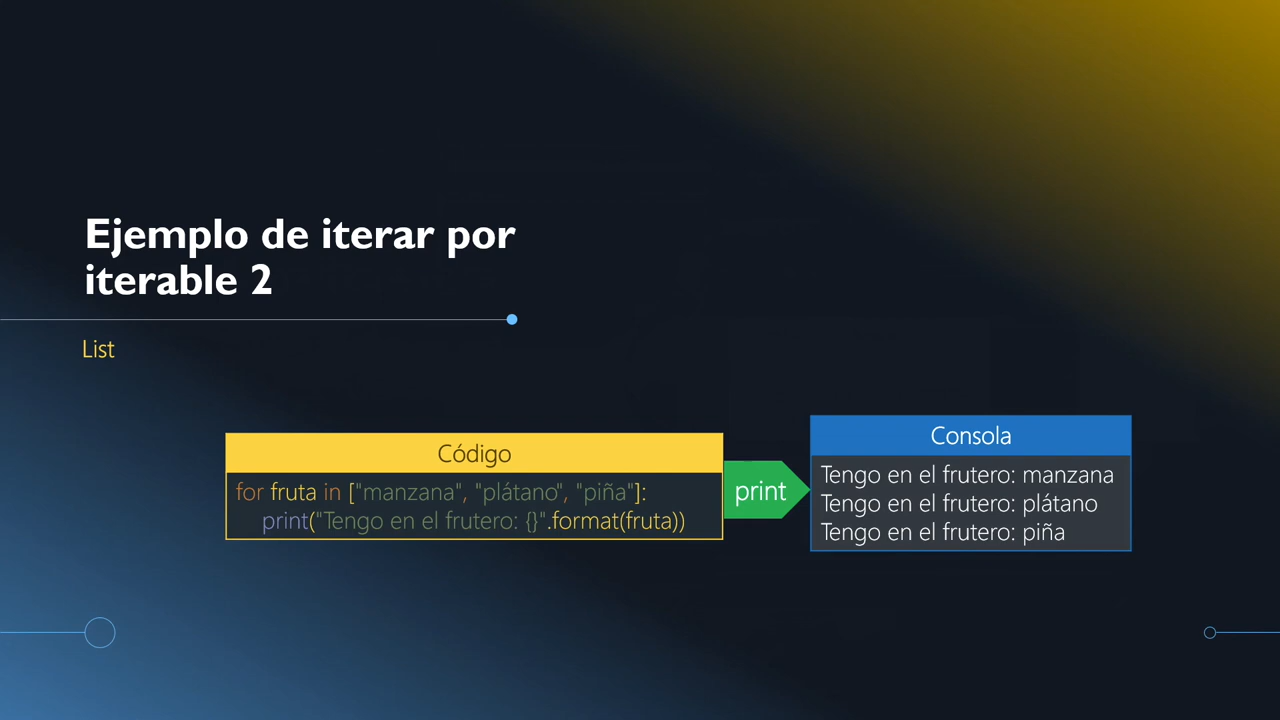 Ejemplo de iterar por
iterable 2
List
Código
for fruta in ["manzana", "plátano", "piña"]:
print("Tengo en el frutero: {}".format(fruta))
print
Consola
Tengo en el frutero: manzana
Tengo en el frutero: plátano
Tengo en el frutero: piña